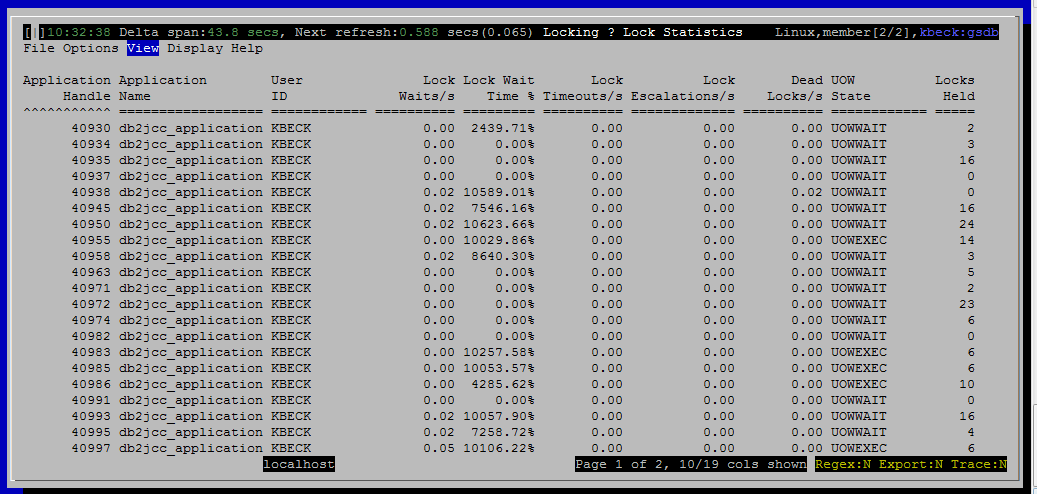 [|]10:32:38 Delta span:43.8 secs, Next refresh:0.588 secs(0.065) Locking ? Lock Statistics Linux,member[2/2],kbeck:gsdb
File Options View Display Help
Application Application User Lock Lock Wait Lock Lock Dead UOW Locks
Handle Name ID Waits/s Time % Timeouts/s Escalations/s Locks/s State Held
^^^^^^^^^^^ ================== ============ ========== ========= ========== ============= ========== ============ =====
40930 db2jcc_application KBECK 0.00 2439.71% 0.00 0.00 0.00 UOWWAIT 2
40934 db2jcc_application KBECK 0.00 0.00% 0.00 0.00 0.00 UOWWAIT 3
40935 db2jcc_application KBECK 0.00 0.00% 0.00 0.00 0.00 UOWWAIT 16
40937 db2jcc_application KBECK 0.00 0.00% 0.00 0.00 0.00 UOWWAIT 0
40938 db2jcc_application KBECK 0.02 10589.01% 0.00 0.00 0.02 UOWWAIT 0
40945 db2jcc_application KBECK 0.02 7546.16% 0.00 0.00 0.00 UOWWAIT 16
40950 db2jcc_application KBECK 0.02 10623.66% 0.00 0.00 0.00 UOWWAIT 24
40955 db2jcc_application KBECK 0.00 10029.86% 0.00 0.00 0.00 UOWEXEC 14
40958 db2jcc_application KBECK 0.02 8640.30% 0.00 0.00 0.00 UOWWAIT 3
40963 db2jcc_application KBECK 0.00 0.00% 0.00 0.00 0.00 UOWWAIT 5
40971 db2jcc_application KBECK 0.00 0.00% 0.00 0.00 0.00 UOWWAIT 2
40972 db2jcc_application KBECK 0.00 0.00% 0.00 0.00 0.00 UOWWAIT 23
40974 db2jcc_application KBECK 0.00 0.00% 0.00 0.00 0.00 UOWWAIT 6
40982 db2jcc_application KBECK 0.00 0.00% 0.00 0.00 0.00 UOWWAIT 0
40983 db2jcc_application KBECK 0.00 10257.58% 0.00 0.00 0.00 UOWEXEC 6
40985 db2jcc_application KBECK 0.00 10053.57% 0.00 0.00 0.00 UOWEXEC 6
40986 db2jcc_application KBECK 0.00 4285.62% 0.00 0.00 0.00 UOWEXEC 10
40991 db2jcc_application KBECK 0.00 0.00% 0.00 0.00 0.00 UOWWAIT 0
40993 db2jcc_application KBECK 0.02 10057.90% 0.00 0.00 0.00 UOWWAIT 16
40995 db2jcc_application KBECK 0.02 7258.72% 0.00 0.00 0.00 UOWWAIT 4
40997 db2jcc_application KBECK 0.05 10106.22% 0.00 0.00 0.00 UOWEXEC 6
localhost Page 1 of 2, 10/19 cols shown Regex:N Export:N Trace:N